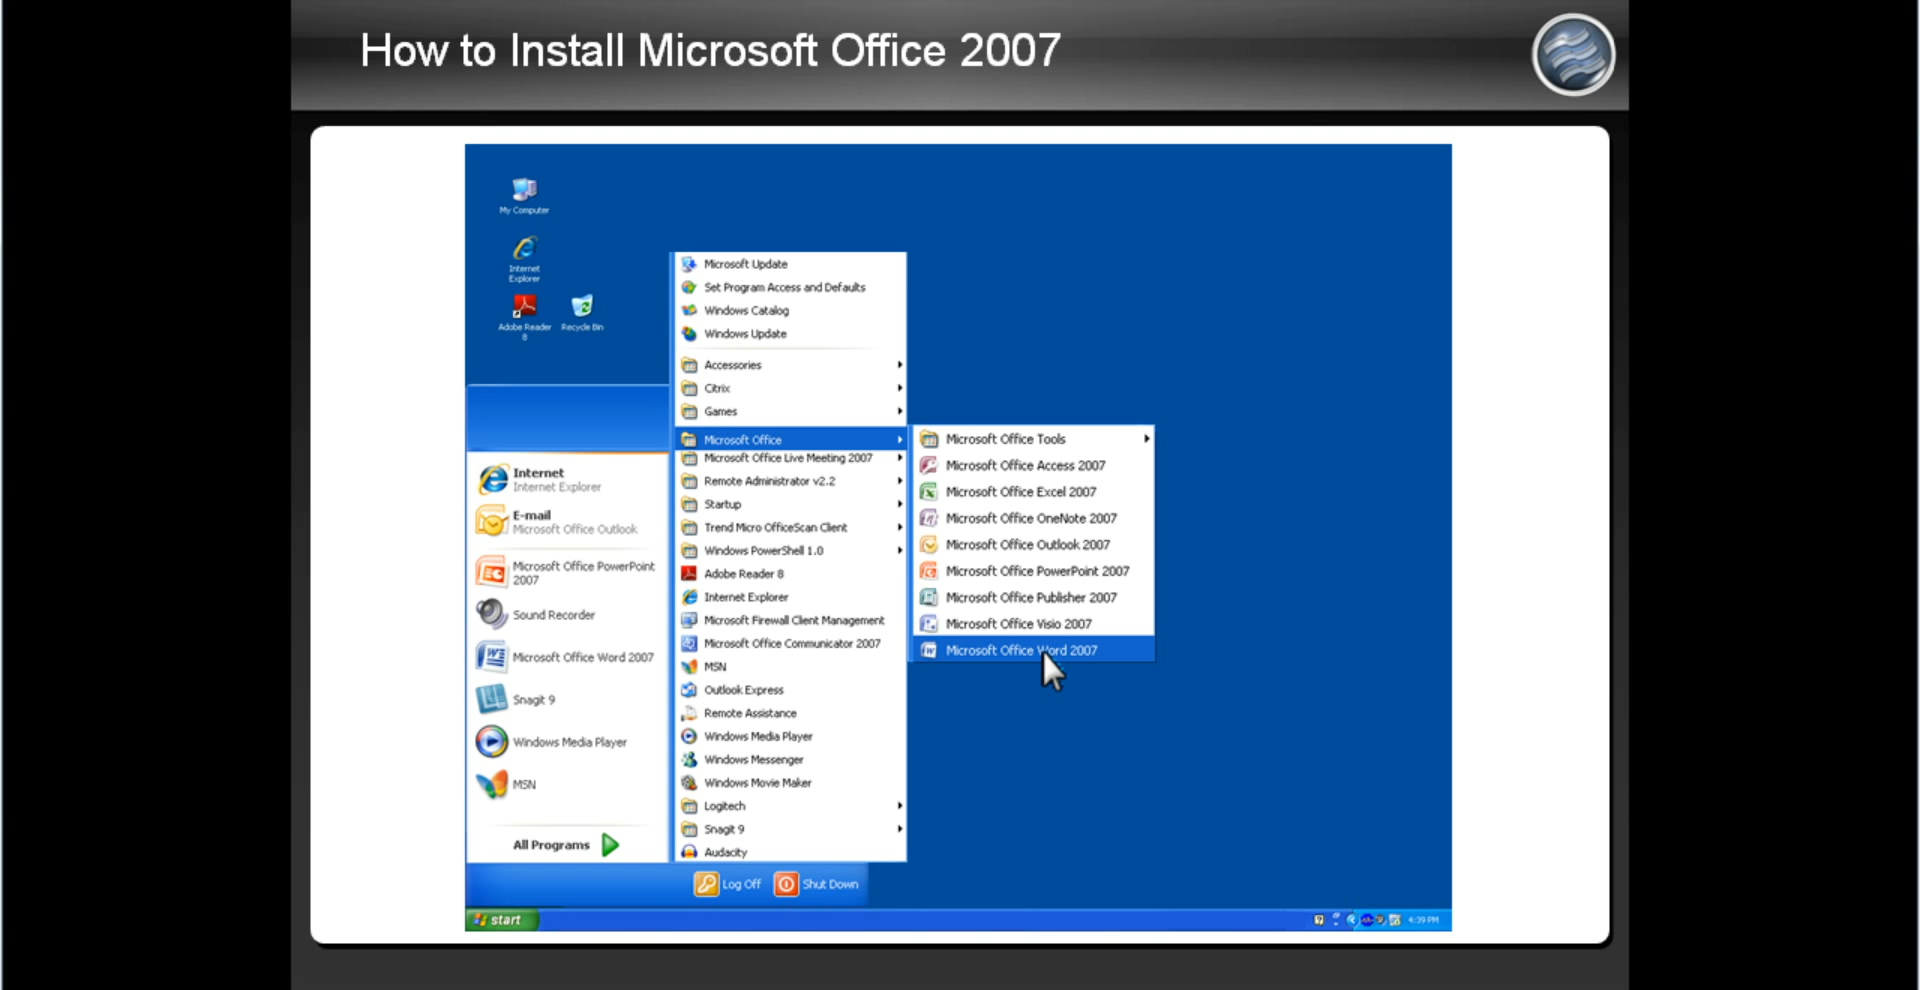 How to Install Microsoft Office 2007
My Computer
Internet
Explorer
Adobe Reader
8
Recycle Bin
Internet
Internet Explorer
E-mail
Microsoft Office Outlook
Microsoft Office PowerPoint
2007
Sound Recorder
Microsoft Office Word 2007
Snagit 9
Windows Media Player
MSN
All Programs
Microsoft Update
Set Program Access and Defaults
Windows Catalog
Windows Update
Accessories
Citrix
Games
Microsoft Office
Microsoft Office Live Meeting 2007
Remote Administrator v2.2
Startup
Trend Micro OfficeScan Client
Windows PowerShell 1.0
Adobe Reader 8
Internet Explorer
Microsoft Firewall Client Management
Microsoft Office Communicator 2007
MSN
Outlook Express
Remote Assistance
Windows Media Player
Windows Messenger
Windows Movie Maker
Logitech
Snagit 9
Audacity
Microsoft Office Tools
Microsoft Office Access 2007
Microsoft Office Excel 2007
Microsoft Office OneNote 2007
Microsoft Office Outlook 2007
Microsoft Office PowerPoint 2007
Microsoft Office Publisher 2007
Microsoft Office Visio 2007
Microsoft Office Word 2007
Log Off
Shut Down
start
4:39 PM